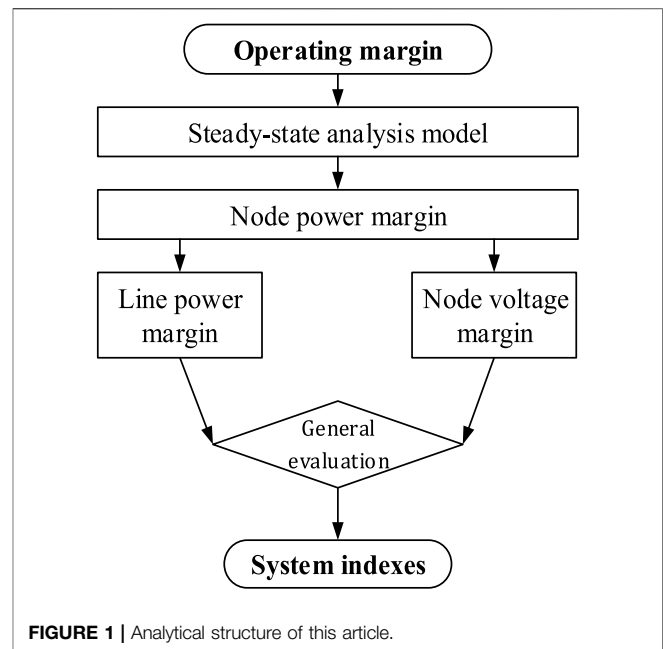 Operating margin
Steady-state analysis model
Node power margin
Line power
margin
Node voltage
margin
General
evaluation
System indexes
FIGURE 1 | Analytical structure of this article.